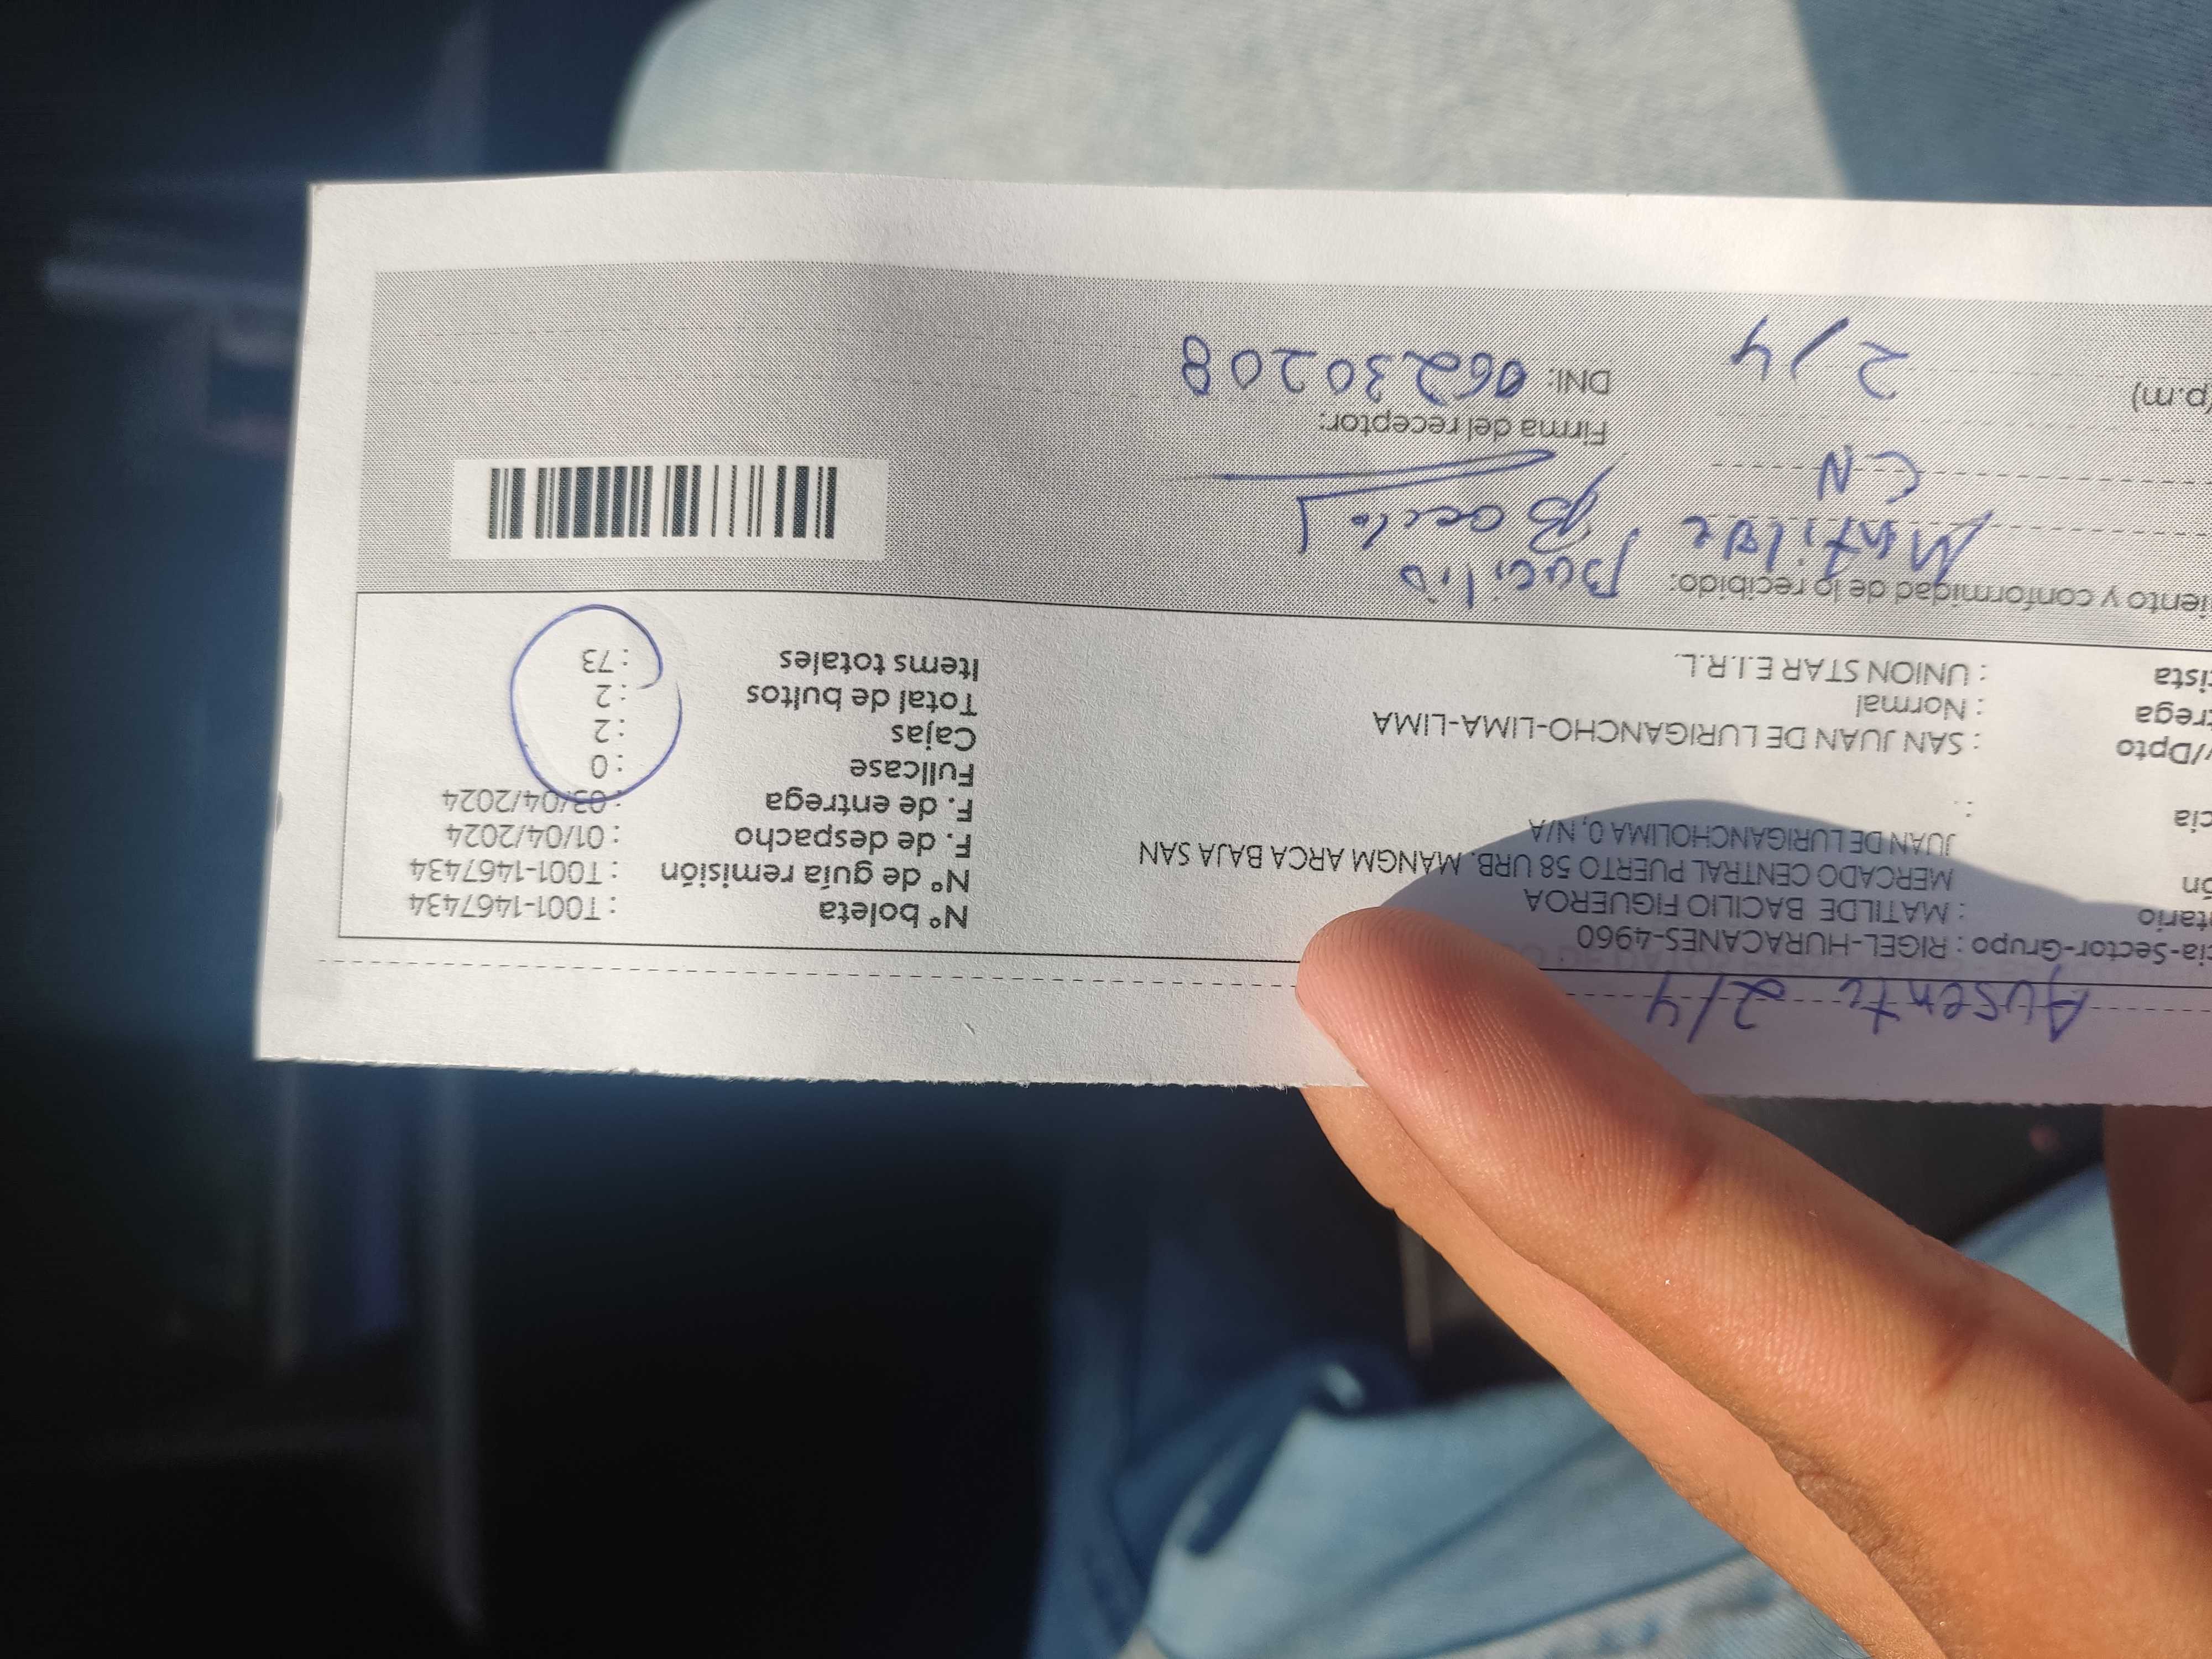 Ausente 2/4
cia-Sector-Grupo : RIGEL-HURACANES-4960
tario : MATILDE BACILIO FIGUEROA
ón MERCADO CENTRAL PUERTO 58 URB. MANGM ARCA BAJA SAN
JUAN DE LURIGANCHOLIMA 0, N/A
cia : .
/Dpto : SAN JUAN DE LURIGANCHO-LIMA-LIMA
trega : Normal
tista : UNION STAR E.I.R.L.
Nº boleta : T001-1467434
Nº de guía remisión : T001-1467434
F. de despacho : 01/04/2024
F. de entrega : 03/04/2024
Fullcase : 0
Cajas : 2
Total de bultos : 2
Items totales : 73
iento y conformidad de lo recibido:
Matilde Bacilio
CN
Firma del receptor:
/p.m) 2/4
DNI: 06230208